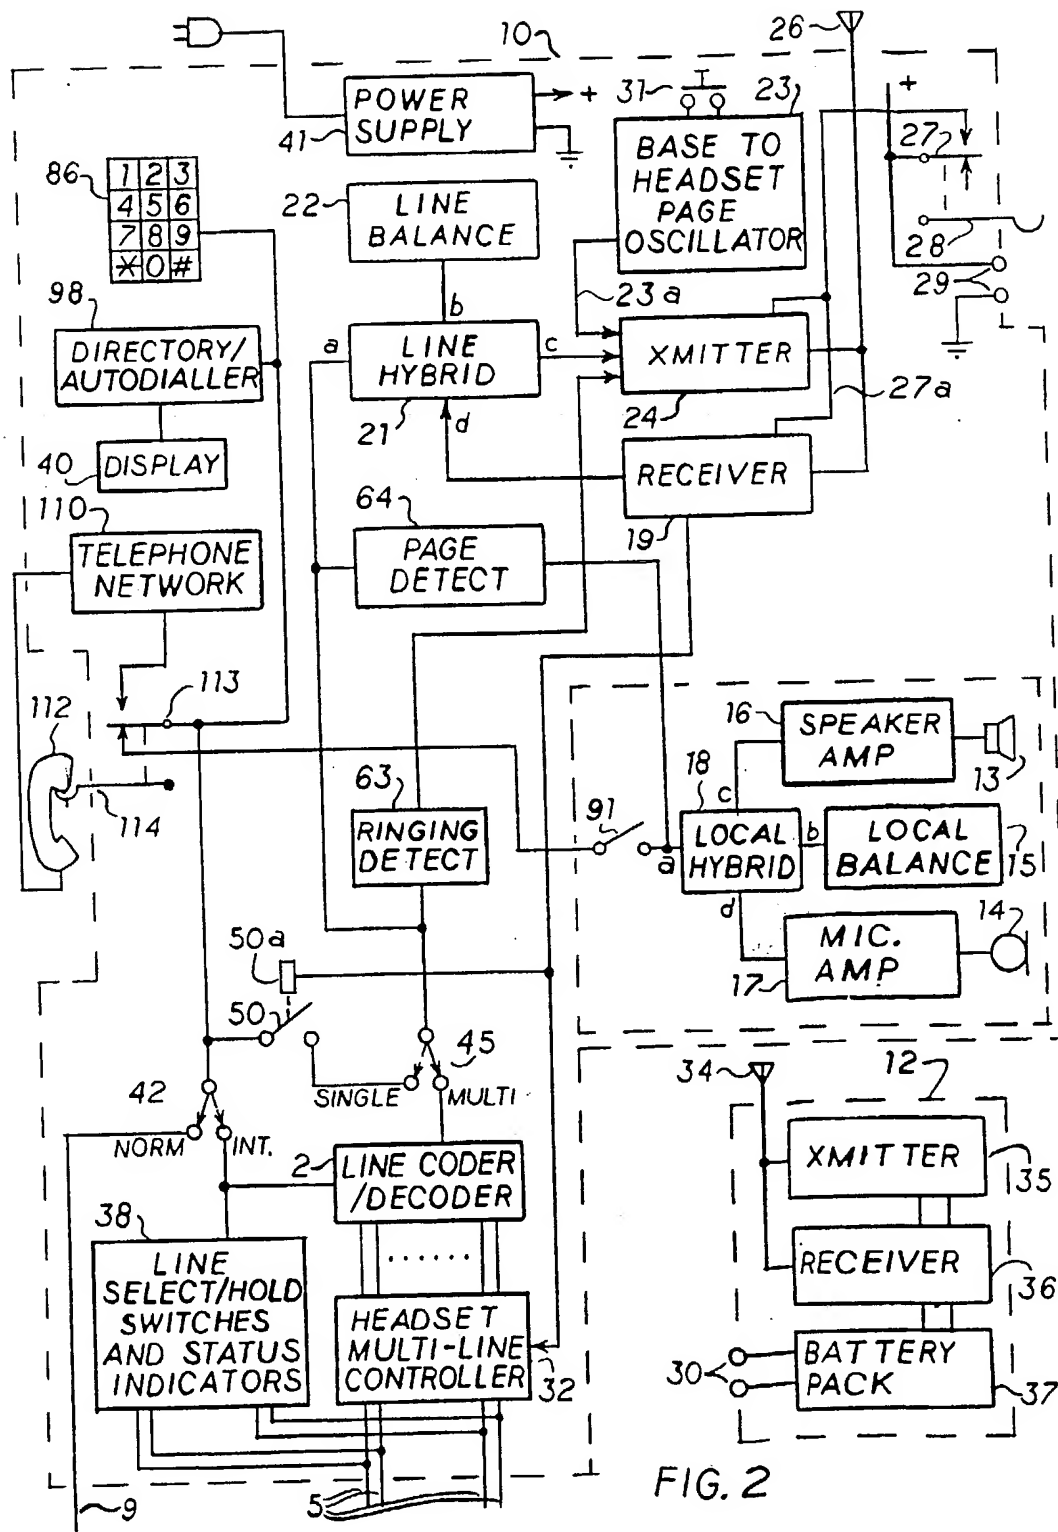 10
26
POWER
SUPPLY
41
+
31
23
+
BASE TO
HEADSET
PAGE
OSCILLATOR
27
28
29
86
1 2 3
4 5 6
7 8 9
* 0 #
22
LINE
BALANCE
b
23a
98
DIRECTORY/
AUTODIALLER
a
LINE
HYBRID
c
21
d
XMITTER
24
27a
40
DISPLAY
RECEIVER
19
110
TELEPHONE
NETWORK
64
PAGE
DETECT
113
112
114
63
RINGING
DETECT
91
16
SPEAKER
AMP
13
18
c
LOCAL
HYBRID
a
b
d
LOCAL
BALANCE
15
MIC.
AMP
17
14
50a
50
45
SINGLE
MULTI
42
NORM
INT.
2
LINE CODER
/DECODER
38
LINE
SELECT/HOLD
SWITCHES
AND STATUS
INDICATORS
HEADSET
MULTI-LINE
CONTROLLER
32
34
12
XMITTER
35
RECEIVER
36
30
BATTERY
PACK
37
9
5
FIG. 2